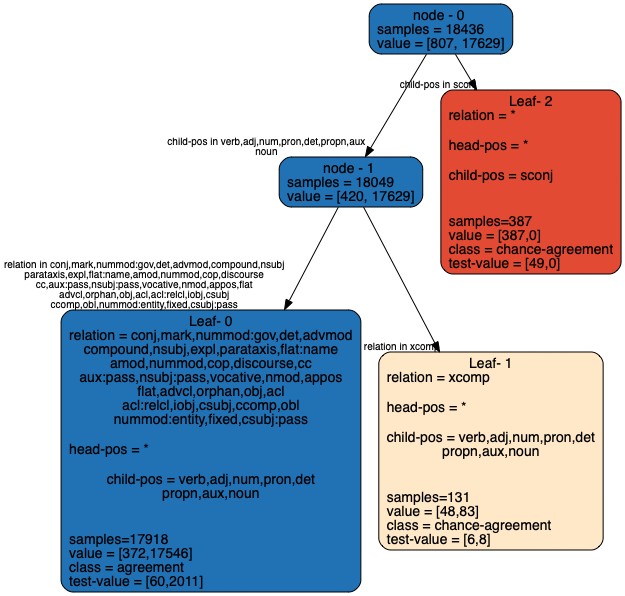 node - 0
samples = 18436
value = [807, 17629]
child-pos in sconj
Leaf- 2
relation = *
head-pos = *
child-pos = sconj
samples=387
value = [387,0]
class = chance-agreement
test-value = [49,0]
child-pos in verb,adj,num,pron,det,propn,aux
noun
node - 1
samples = 18049
value = [420, 17629]
relation in conj,mark,nummod:gov,det,advmod,compound,nsubj
parataxis,expl,flat:name,amod,nummod,cop,discourse
cc,aux:pass,nsubj:pass,vocative,nmod,appos,flat
advcl,orphan,obj,acl,acl:relcl,iobj,csubj
ccomp,obl,nummod:entity,fixed,csubj:pass
Leaf- 0
relation = conj,mark,nummod:gov,det,advmod
compound,nsubj,expl,parataxis,flat:name
amod,nummod,cop,discourse,cc
aux:pass,nsubj:pass,vocative,nmod,appos
flat,advcl,orphan,obj,acl
acl:relcl,iobj,csubj,ccomp,obl
nummod:entity,fixed,csubj:pass
head-pos = *
child-pos = verb,adj,num,pron,det
propn,aux,noun
samples=17918
value = [372,17546]
class = agreement
test-value = [60,2011]
relation in xcomp
Leaf- 1
relation = xcomp
head-pos = *
child-pos = verb,adj,num,pron,det
propn,aux,noun
samples=131
value = [48,83]
class = chance-agreement
test-value = [6,8]